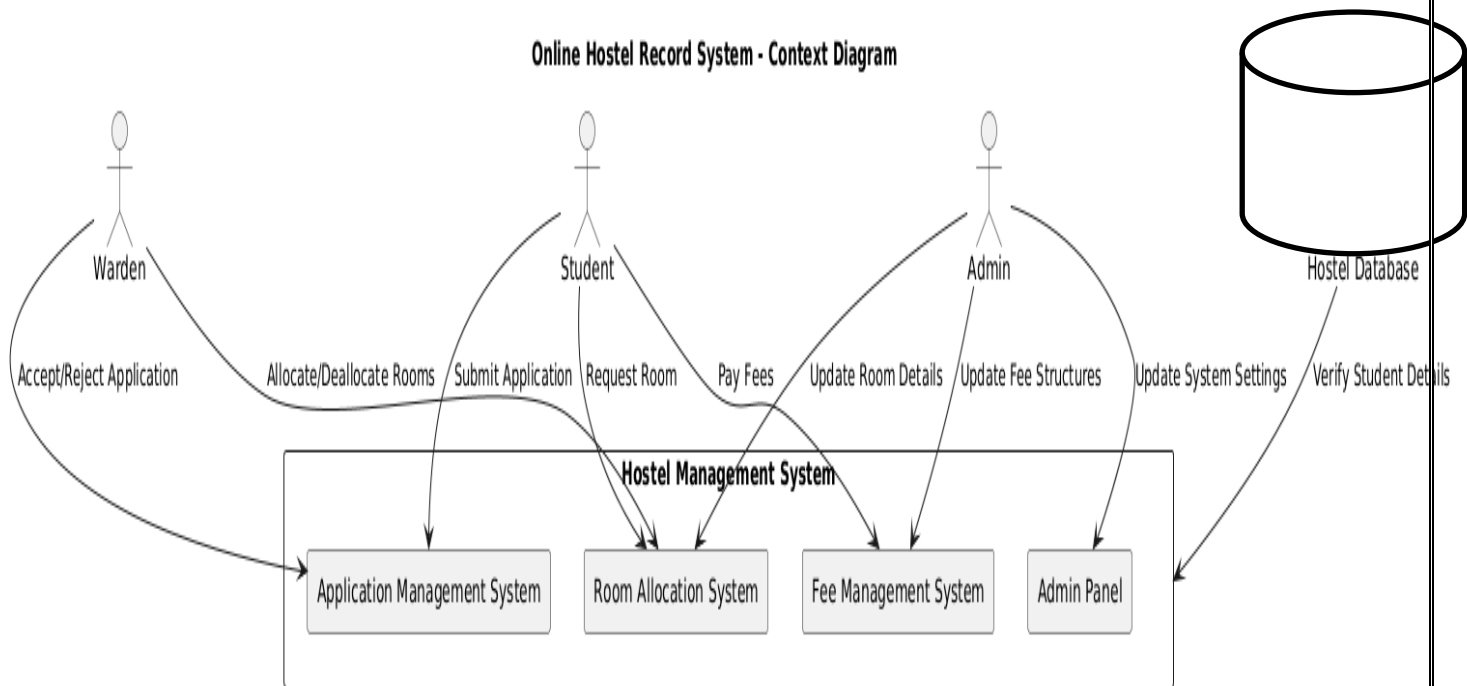 Online Hostel Record System - Context Diagram
Warden
Student
Admin
Hostel Database
Accept/Reject Application
Allocate/Deallocate Rooms
Submit Application
Request Room
Pay Fees
Update Room Details
Update Fee Structures
Update System Settings
Verify Student Details
Hostel Management System
Application Management System
Room Allocation System
Fee Management System
Admin Panel